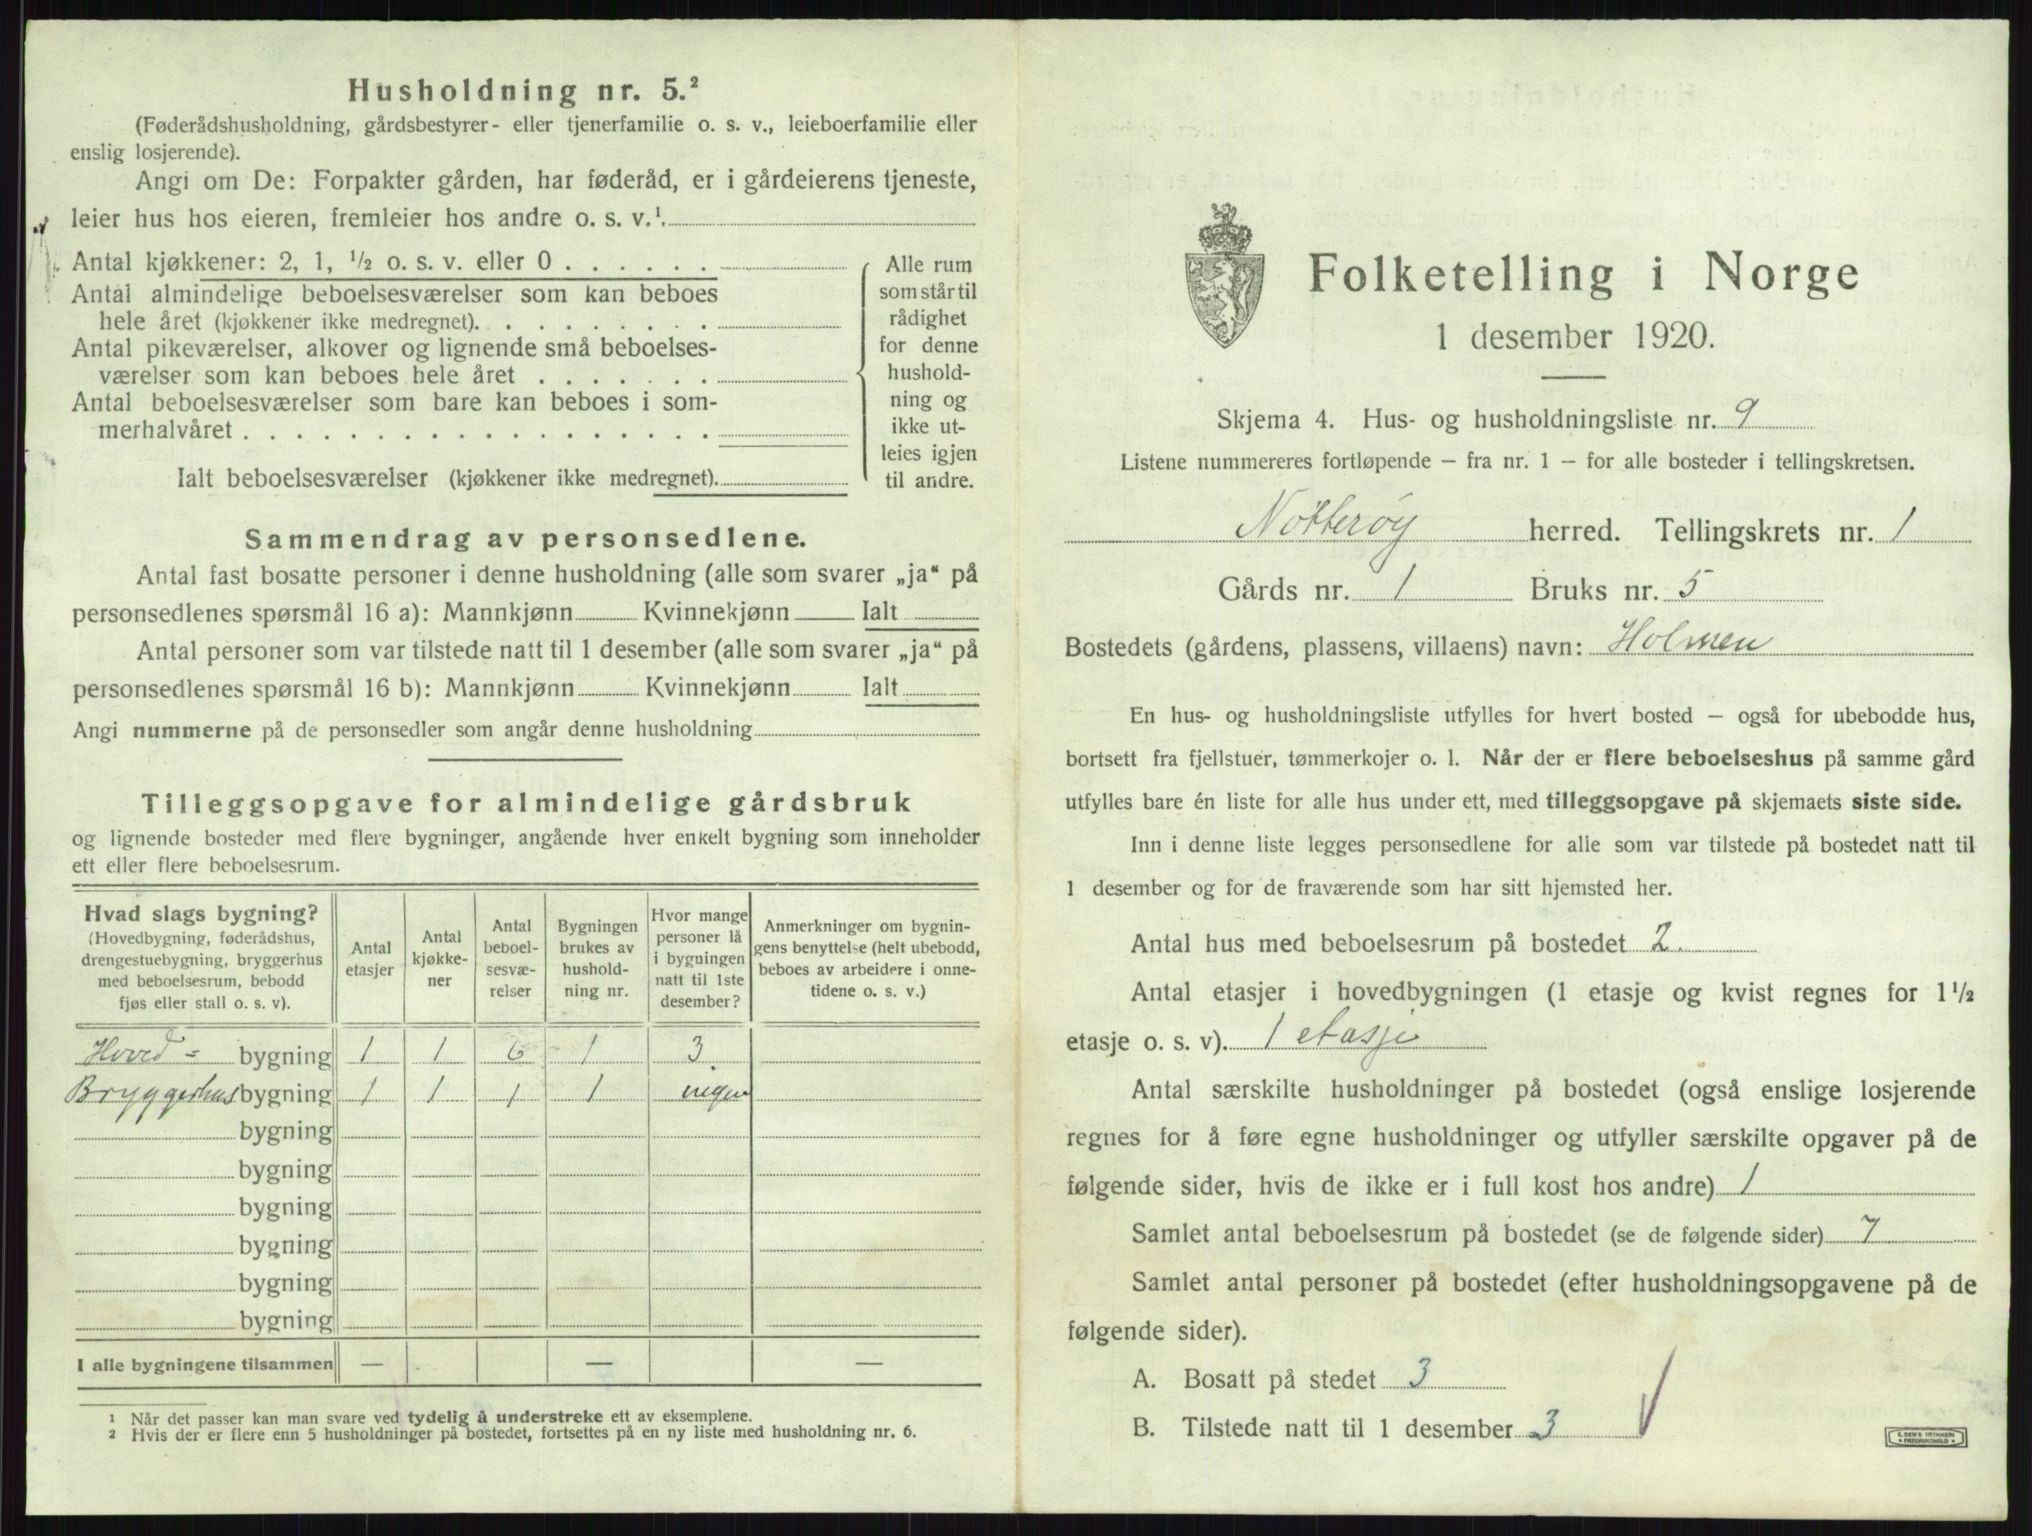 Husholdning nr. 5.²
(Føderådshusholdning, gårdsbestyrer- eller tjenerfamilie o. s. v., leieboerfamilie eller
enslig losjerende).
Angi om De: Forpakter gården, har føderåd, er i gårdeierens tjeneste,
leier hus hos eieren, fremleier hos andre o. s. v.¹.
Antal kjøkkener: 2, 1, ½ o. s. v. eller 0 . . . . . .
Antal almindelige beboelsesværelser som kan beboes
hele året (kjøkkener ikke medregnet). . . . . . . . .
Antal pikeværelser, alkover og lignende små beboelses-
værelser som kan beboes hele året . . . . . . .
Antal beboelsesværelser som bare kan beboes i som-
merhalvåret . . . . . . . . . . . . . . . . . .
Ialt beboelsesværelser (kjøkkener ikke medregnet).
Alle rum
som står til
rådighet
for denne
hushold-
ning og
ikke ut-
leies igjen
til andre.
Sammendrag av personsedlene.
Antal fast bosatte personer i denne husholdning (alle som svarer „ja“ på
personsedlenes spørsmål 16 a): Mannkjønn Kvinnekjønn Ialt
Antal personer som var tilstede natt til 1 desember (alle som svarer „ja“ på
personsedlenes spørsmål 16 b): Mannkjønn Kvinnekjønn Ialt
Angi nummerne på de personsedler som angår denne husholdning
Tilleggsopgave for almindelige gårdsbruk
og lignende bosteder med flere bygninger, angående hver enkelt bygning som inneholder
ett eller flere beboelsesrum.
Hvad slags bygning?
(Hovedbygning, føderådshus,
drengestuebygning, bryggerhus
med beboelsesrum, bebodd
fjøs eller stall o. s. v).
Antal
etasjer
Antal
kjøkke-
ner
Antal
beboel-
sesvæ-
relser
Bygningen
brukes av
hushold-
ning nr.
Hvor mange
personer lå
i bygningen
natt til 1ste
desember?
Anmerkninger om bygnin-
gens benyttelse (helt ubebodd,
beboes av arbeidere i onne-
tidene o. s. v.)
Hoved- bygning 1 1 6 1 3
Bryggerhus bygning 1 1 1 1 ingen
bygning
bygning
bygning
bygning
bygning
bygning
I alle bygningene tilsammen — — —
¹ Når det passer kan man svare ved tydelig å understreke ett av eksemplene.
² Hvis der er flere enn 5 husholdninger på bostedet, fortsettes på en ny liste med husholdning nr. 6.
Folketelling i Norge
1 desember 1920.
Skjema 4. Hus- og husholdningsliste nr. 9
Listene nummereres fortløpende — fra nr. 1 — for alle bosteder i tellingskretsen.
Nøtterøy herred. Tellingskrets nr. 1
Gårds nr. 1 Bruks nr. 5
Bostedets (gårdens, plassens, villaens) navn: Holmen
En hus- og husholdningsliste utfylles for hvert bosted — også for ubebodde hus,
bortsett fra fjellstuer, tømmerkojer o. l. Når der er flere beboelseshus på samme gård
utfylles bare én liste for alle hus under ett, med tilleggsopgave på skjemaets siste side.
Inn i denne liste legges personsedlene for alle som var tilstede på bostedet natt til
1 desember og for de fraværende som har sitt hjemsted her.
Antal hus med beboelsesrum på bostedet 2.
Antal etasjer i hovedbygningen (1 etasje og kvist regnes for 1½
etasje o. s. v). 1 etasje
Antal særskilte husholdninger på bostedet (også enslige losjerende
regnes for å føre egne husholdninger og utfyller særskilte opgaver på de
følgende sider, hvis de ikke er i full kost hos andre) 1
Samlet antal beboelsesrum på bostedet (se de følgende sider) 7
Samlet antal personer på bostedet (efter husholdningsopgavene på de
følgende sider).
A. Bosatt på stedet 3
B. Tilstede natt til 1 desember 3
E. SEM'S TRYKKERI
• FREDRIKSHALD •